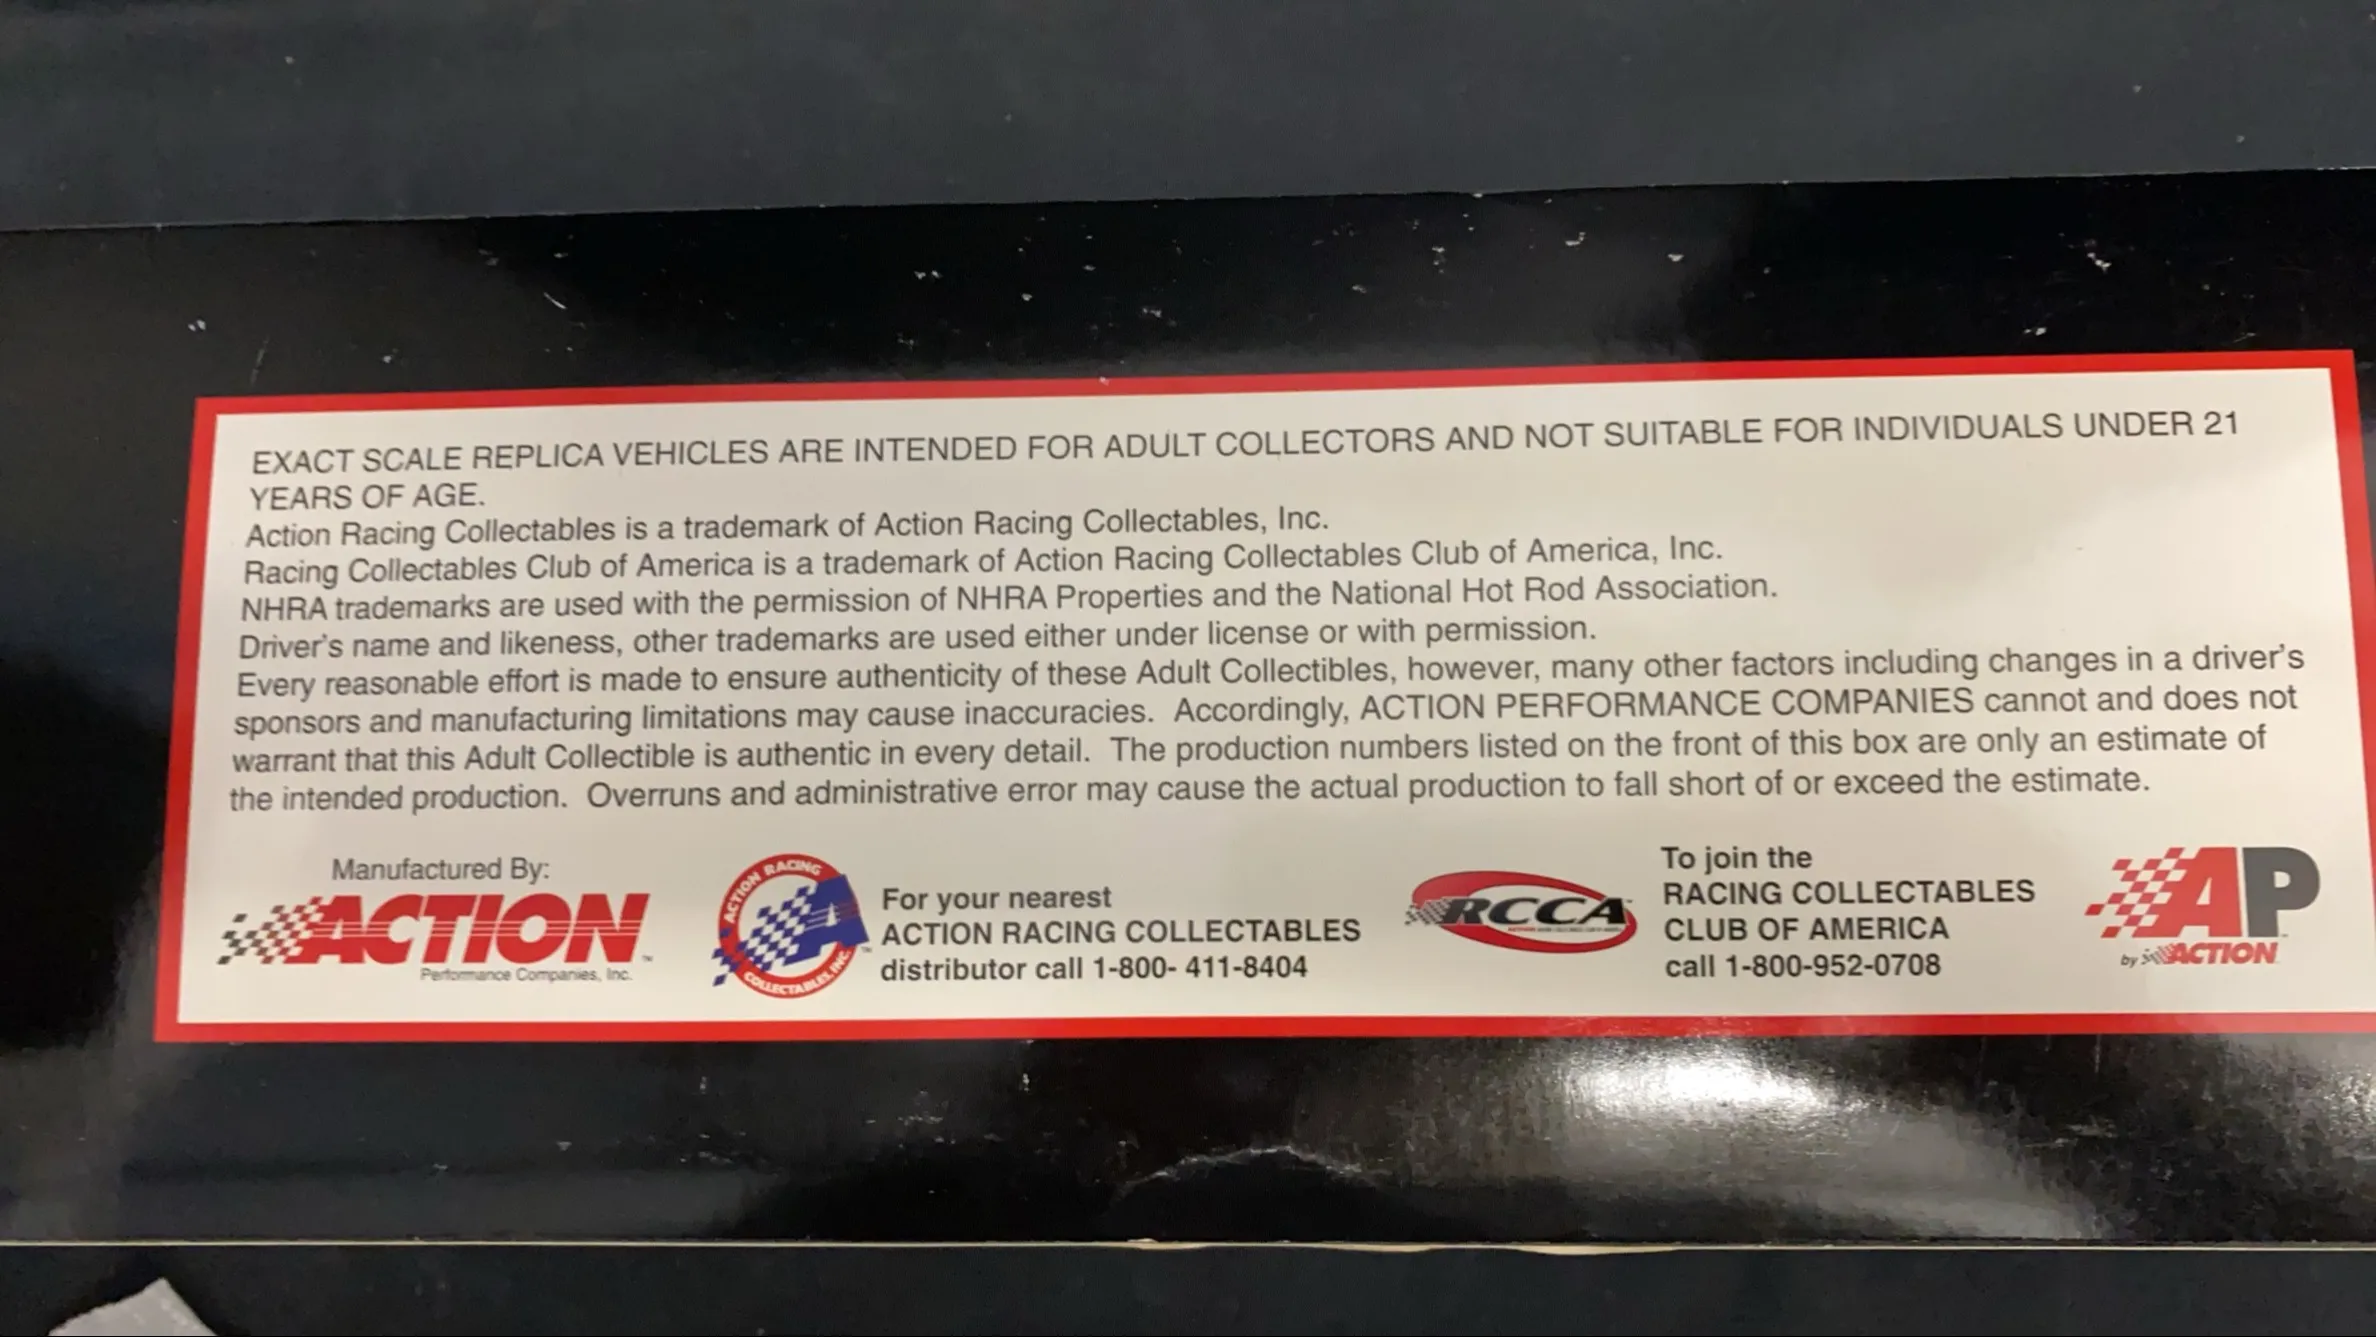 EXACT SCALE REPLICA VEHICLES ARE INTENDED FOR ADULT COLLECTORS AND NOT SUITABLE FOR INDIVIDUALS UNDER 21
YEARS OF AGE.
Action Racing Collectables is a trademark of Action Racing Collectables, Inc.
Racing Collectables Club of America is a trademark of Action Racing Collectables Club of America, Inc.
NHRA trademarks are used with the permission of NHRA Properties and the National Hot Rod Association.
Driver's name and likeness, other trademarks are used either under license or with permission.
Every reasonable effort is made to ensure authenticity of these Adult Collectibles, however, many other factors including changes in a driver's
sponsors and manufacturing limitations may cause inaccuracies. Accordingly, ACTION PERFORMANCE COMPANIES cannot and does not
warrant that this Adult Collectible is authentic in every detail. The production numbers listed on the front of this box are only an estimate of
the intended production. Overruns and administrative error may cause the actual production to fall short of or exceed the estimate.
Manufactured By:
ACTION™
Performance Companies, Inc.
ACTION RACING
A™
COLLECTABLES, INC.
For your nearest
ACTION RACING COLLECTABLES
distributor call 1-800- 411-8404
RCCA
To join the
RACING COLLECTABLES
CLUB OF AMERICA
call 1-800-952-0708
AP
by ACTION